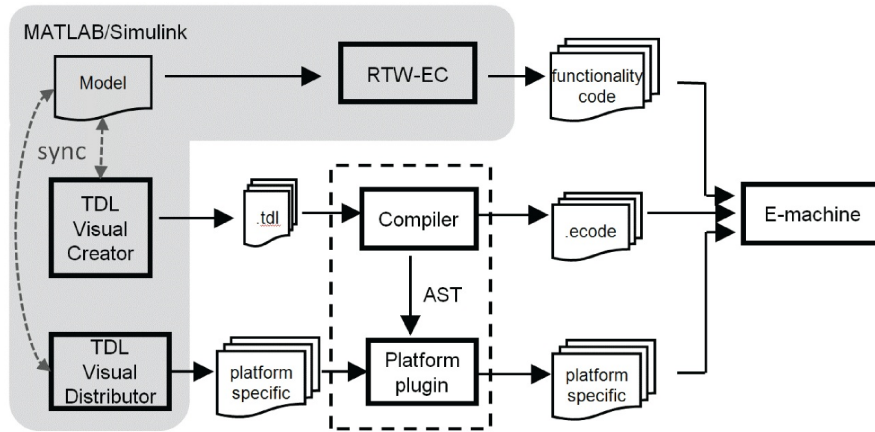 MATLAB/Simulink
Model
RTW-EC
functionality
code
sync
TDL
Visual
Creator
.tdl
Compiler
.ecode
E-machine
AST
TDL
Visual
Distributor
platform
specific
Platform
plugin
platform
specific